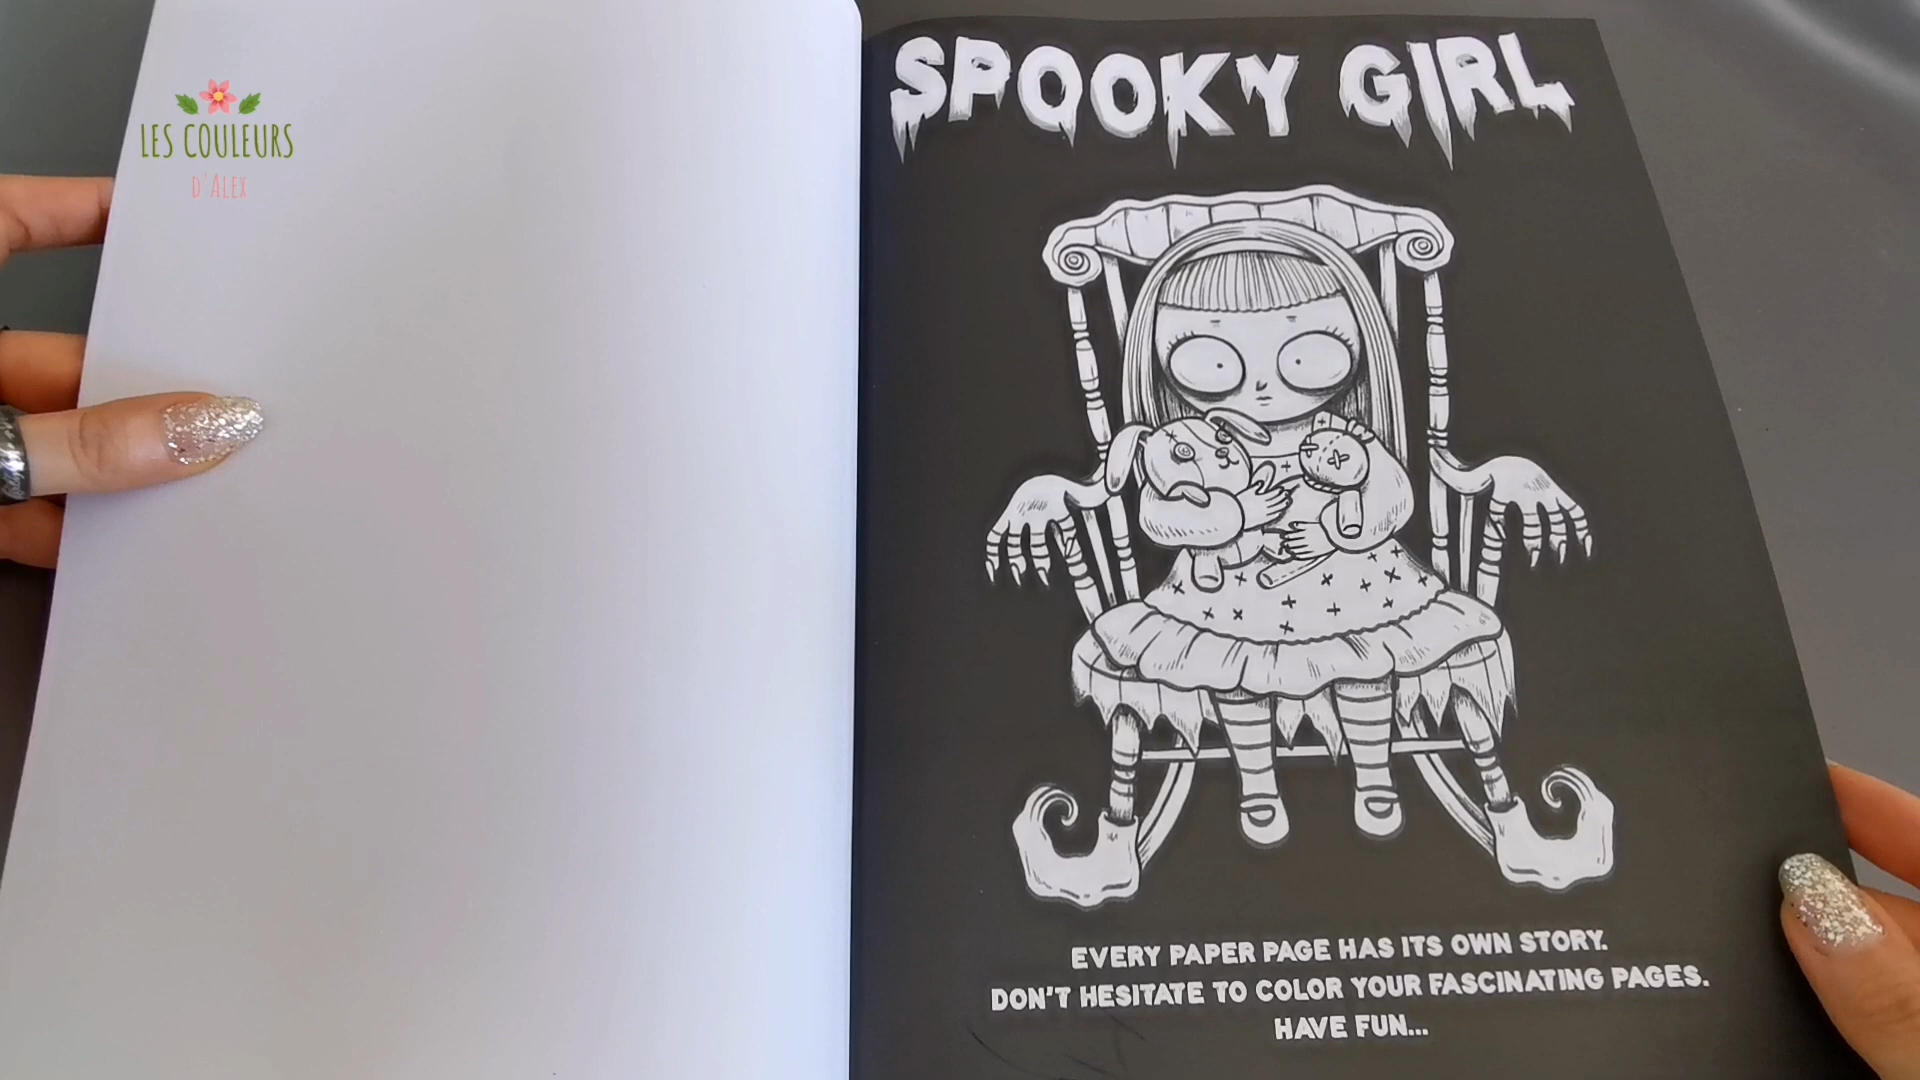 LES COULEURS
d'ALEX
SPOOKY GIRL
EVERY PAPER PAGE HAS ITS OWN STORY.
DON'T HESITATE TO COLOR YOUR FASCINATING PAGES.
HAVE FUN...